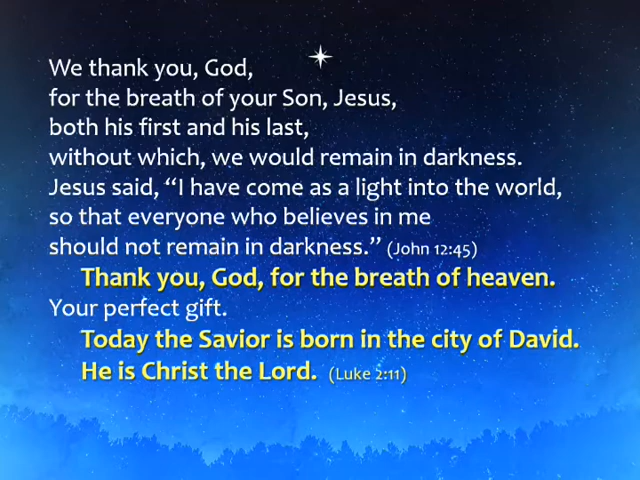 We thank you, God,
for the breath of your Son, Jesus,
both his first and his last,
without which, we would remain in darkness.
Jesus said, “I have come as a light into the world,
so that everyone who believes in me
should not remain in darkness.” (John 12:45)
Thank you, God, for the breath of heaven.
Your perfect gift.
Today the Savior is born in the city of David.
He is Christ the Lord. (Luke 2:11)